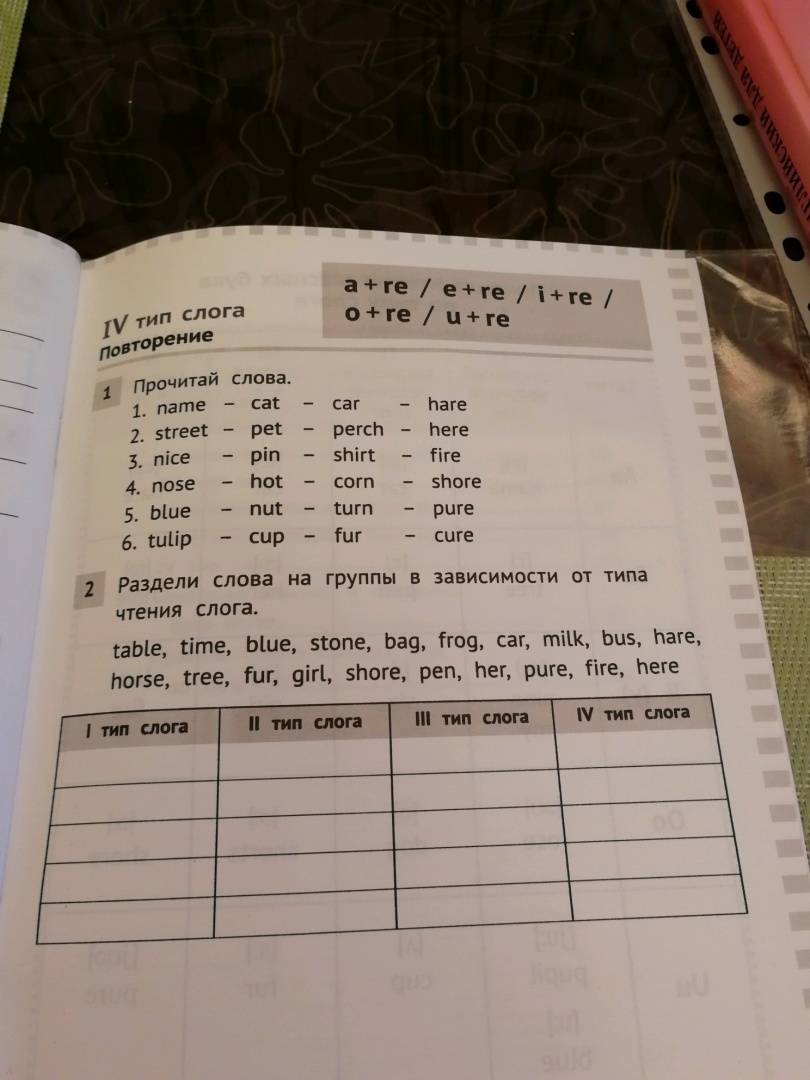 IV тип слога
Повторение
a + re / e + re / i + re /
o + re / u + re
1 Прочитай слова.
1. name – cat – car – hare
2. street – pet – perch – here
3. nice – pin – shirt – fire
4. nose – hot – corn – shore
5. blue – nut – turn – pure
6. tulip – cup – fur – cure
2 Раздели слова на группы в зависимости от типа
чтения слога.
table, time, blue, stone, bag, frog, car, milk, bus, hare,
horse, tree, fur, girl, shore, pen, her, pure, fire, here
I тип слога II тип слога III тип слога IV тип слога
ДЛЯ ДЕТЕЙ